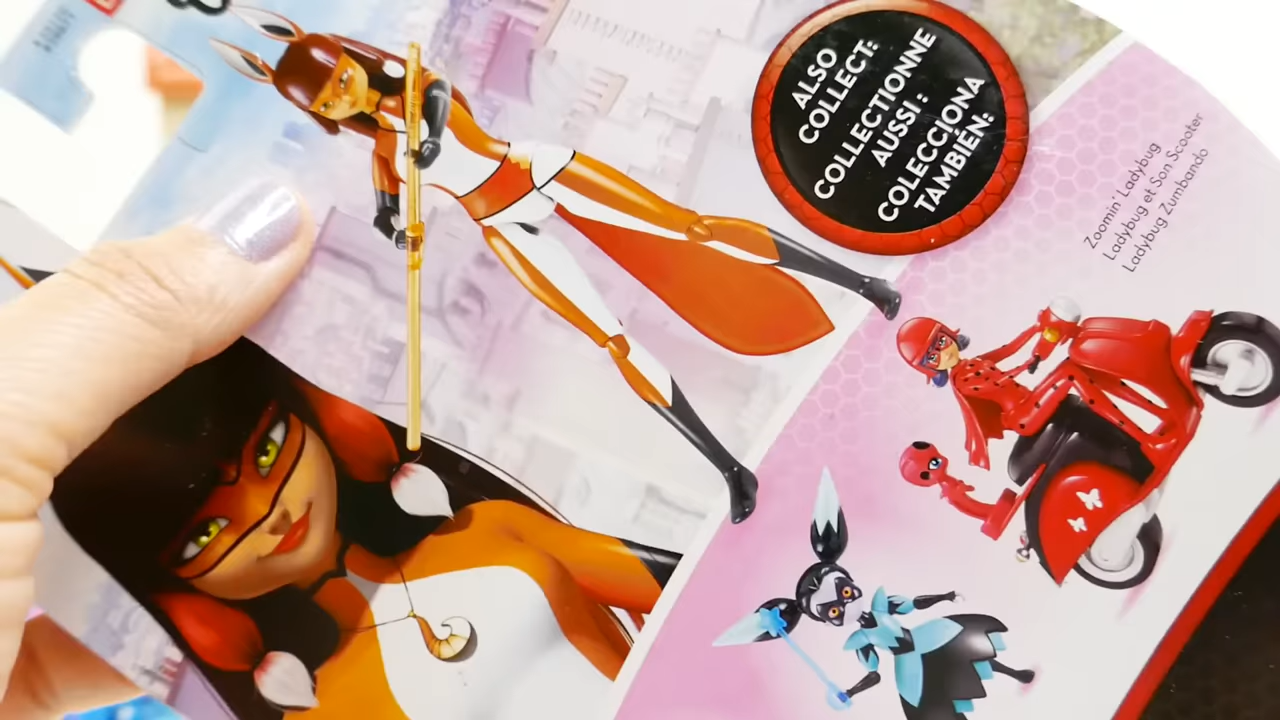 ALSO
COLLECT:
COLLECTIONNE
AUSSI :
COLECCIONA
TAMBIÉN:
Zoomin' Ladybug
Ladybug et Son Scooter
Ladybug Zumbando